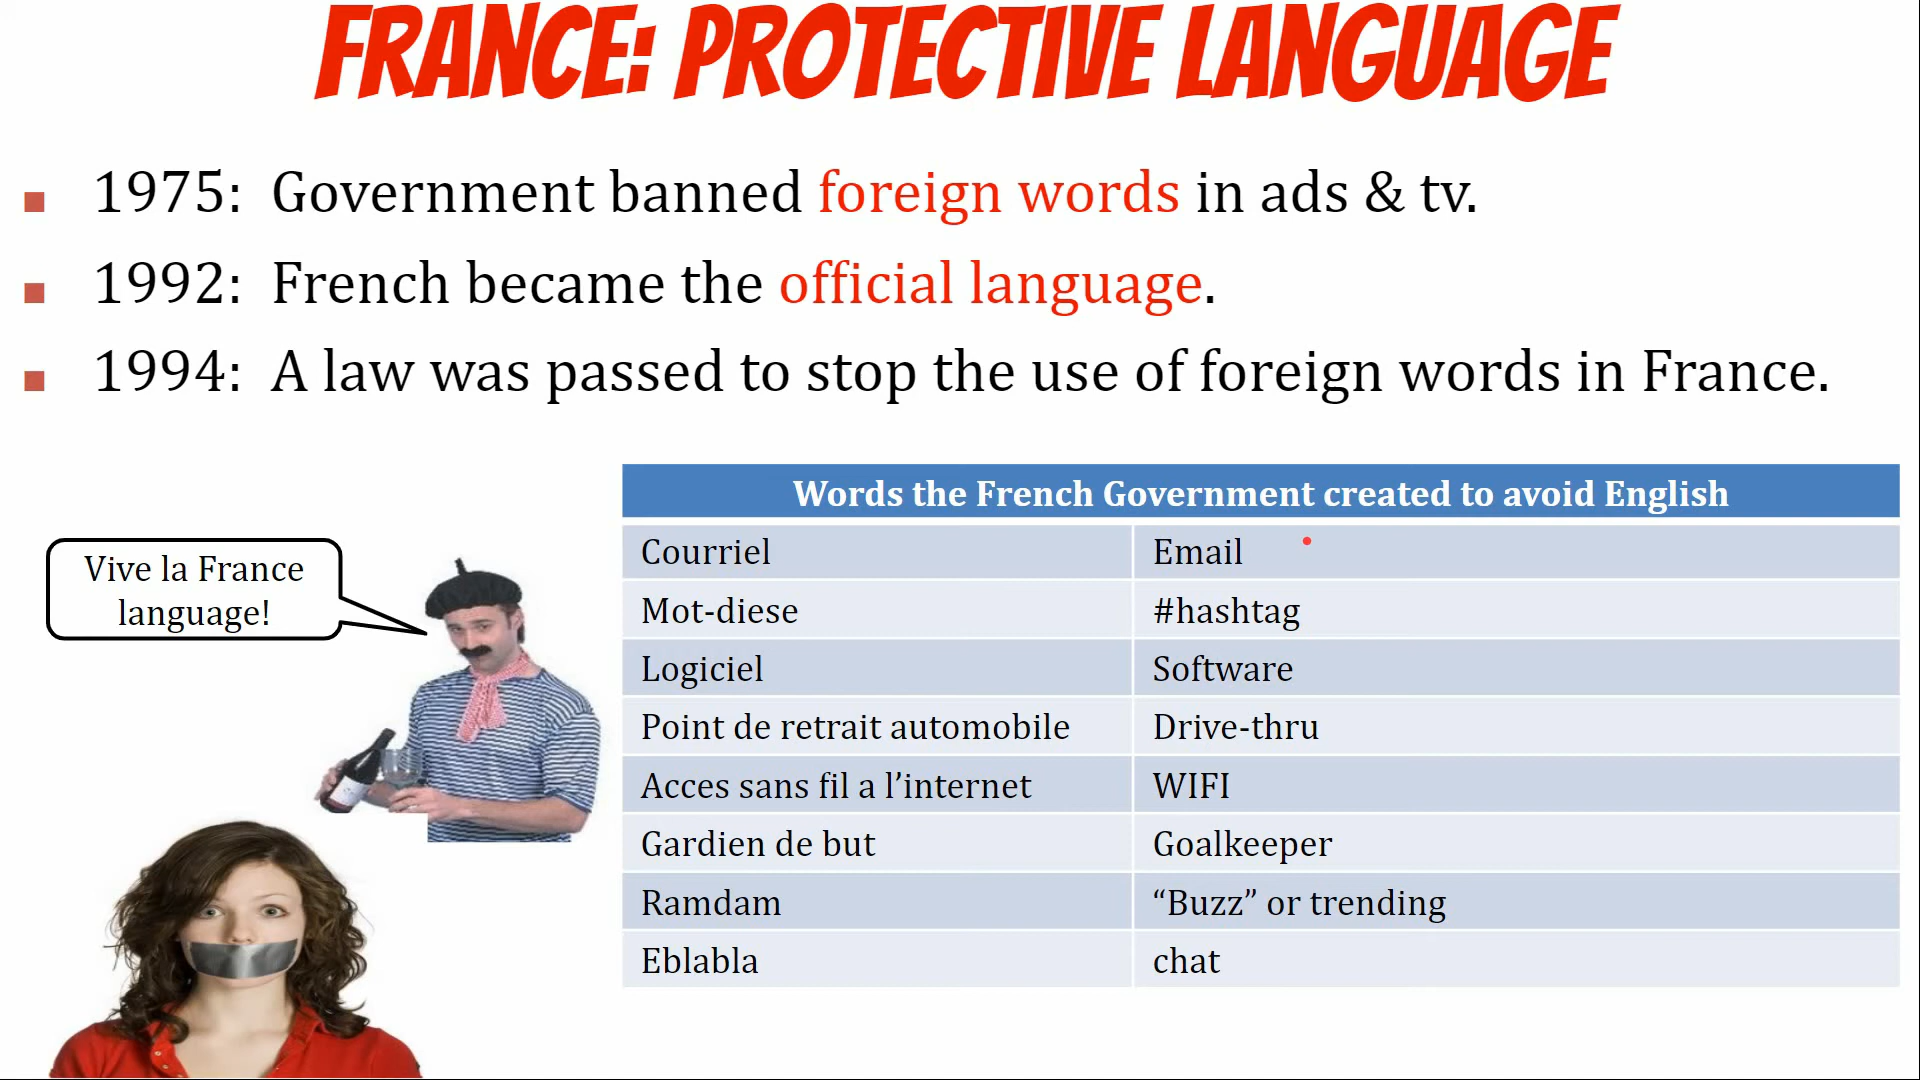 FRANCE: PROTECTIVE LANGUAGE
1975: Government banned foreign words in ads & tv.
1992: French became the official language.
1994: A law was passed to stop the use of foreign words in France.
Vive la France
language!
Words the French Government created to avoid English
Courriel Email
Mot-diese #hashtag
Logiciel Software
Point de retrait automobile Drive-thru
Acces sans fil a l’internet WIFI
Gardien de but Goalkeeper
Ramdam “Buzz” or trending
Eblabla chat